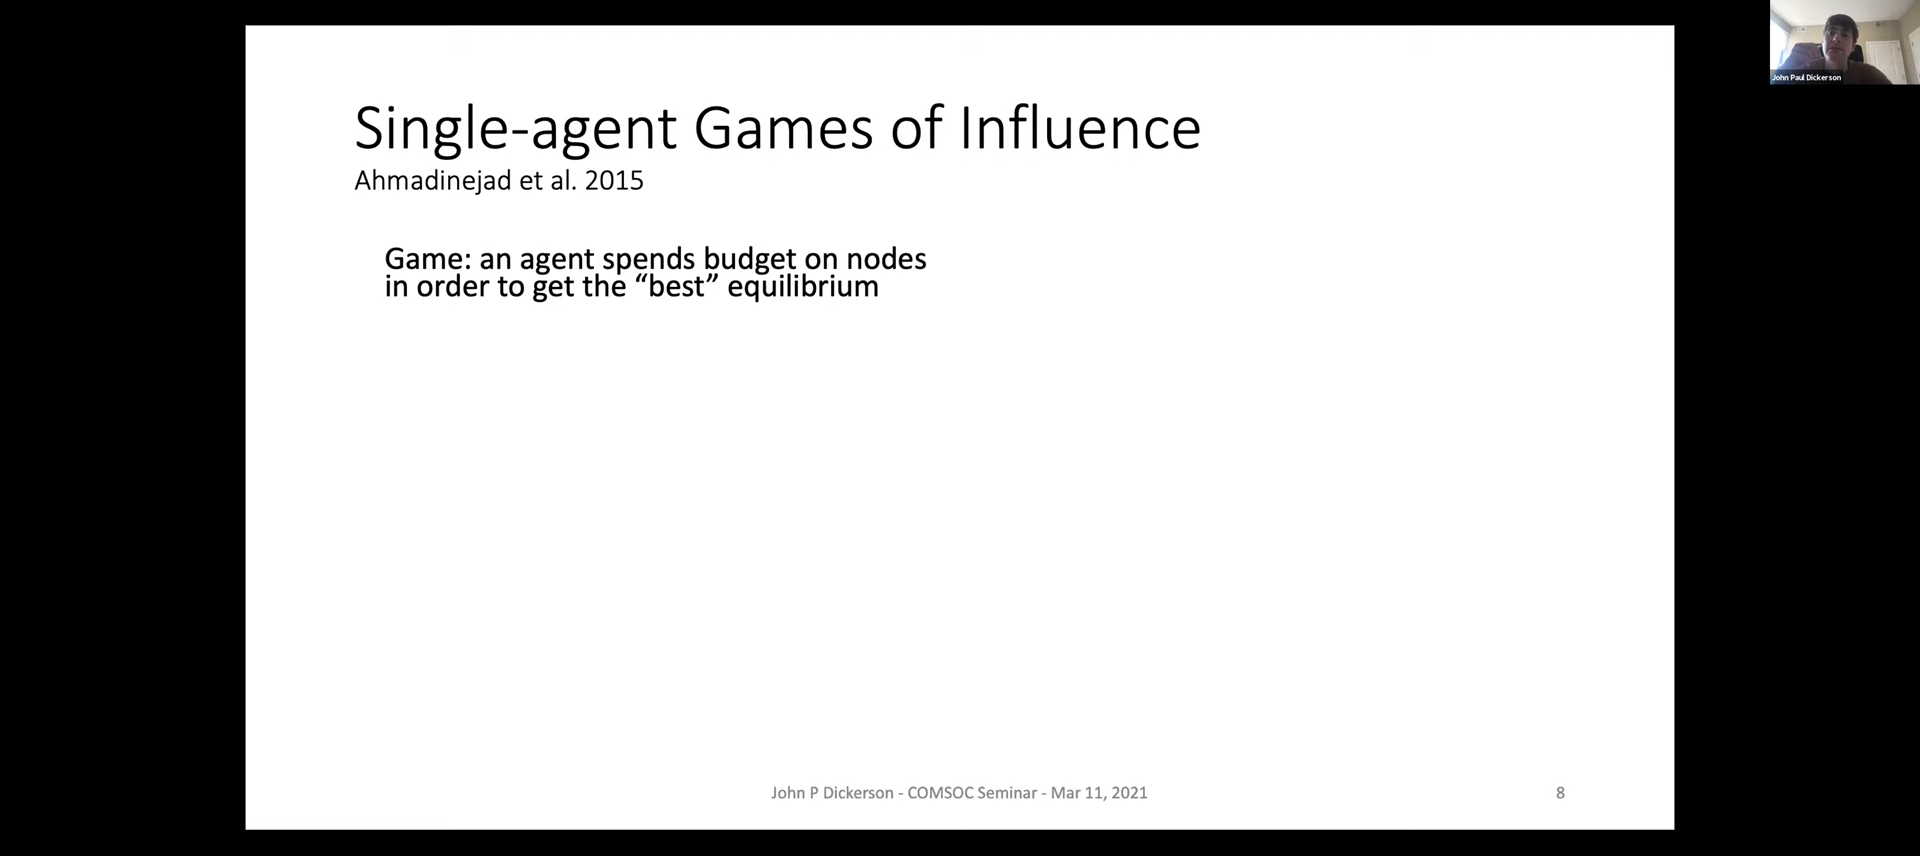 John Paul Dickerson
Single-agent Games of Influence
Ahmadinejad et al. 2015
Game: an agent spends budget on nodes
in order to get the “best” equilibrium
John P Dickerson - COMSOC Seminar - Mar 11, 2021
8